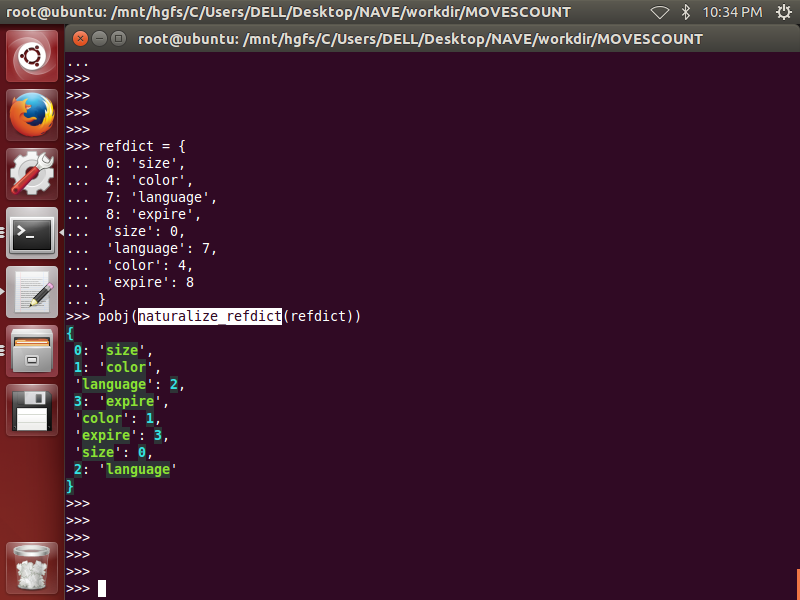 root@ubuntu: /mnt/hgfs/C/Users/DELL/Desktop/NAVE/workdir/MOVESCOUNT 10:34 PM
root@ubuntu: /mnt/hgfs/C/Users/DELL/Desktop/NAVE/workdir/MOVESCOUNT
...
>>>
>>>
>>>
>>>
>>> refdict = {
... 0: 'size',
... 4: 'color',
... 7: 'language',
... 8: 'expire',
... 'size': 0,
... 'language': 7,
... 'color': 4,
... 'expire': 8
... }
>>> pobj(naturalize_refdict(refdict))
{
0: 'size',
1: 'color',
'language': 2,
3: 'expire',
'color': 1,
'expire': 3,
'size': 0,
2: 'language'
}
>>>
>>>
>>>
>>>
>>>
>>>